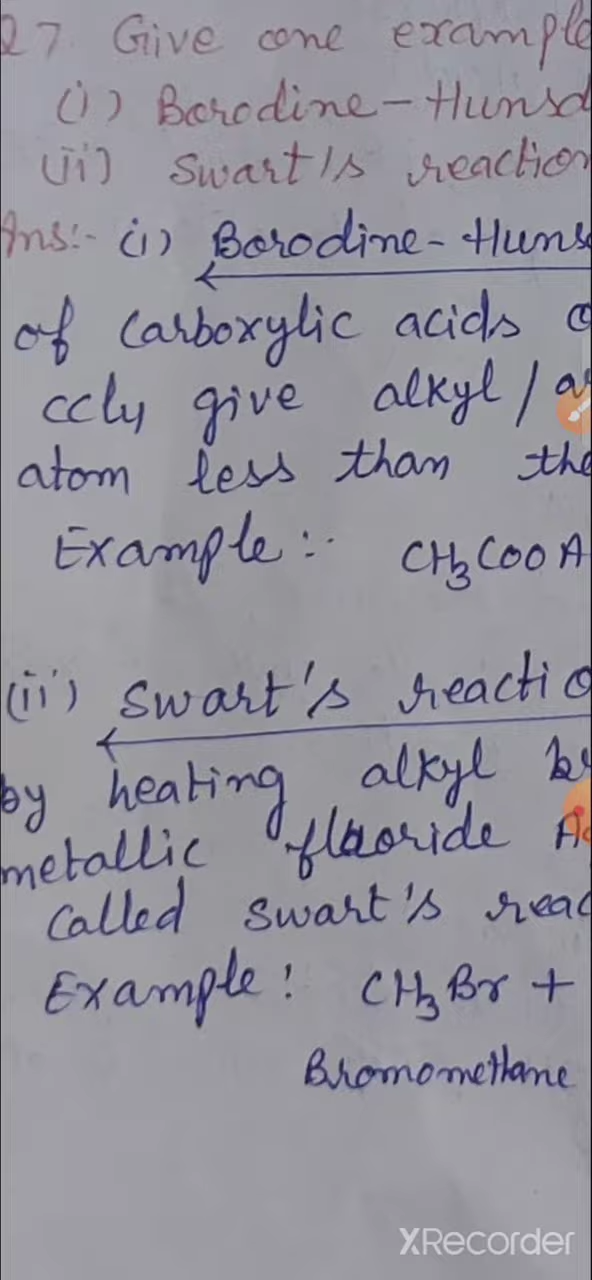 27. Give one example
(i) Borodine - Hunsd
(ii) Swart's reaction
Ans:- (i) Borodine - Huns
of carboxylic acids
ccl4 give alkyl /
atom less than the
Example :- CH3COOA
(ii) Swart's reactio
by heating alkyl br
metallic fluoride A
called swart's reac
Example : CH3Br +
Bromomethane
XRecorder